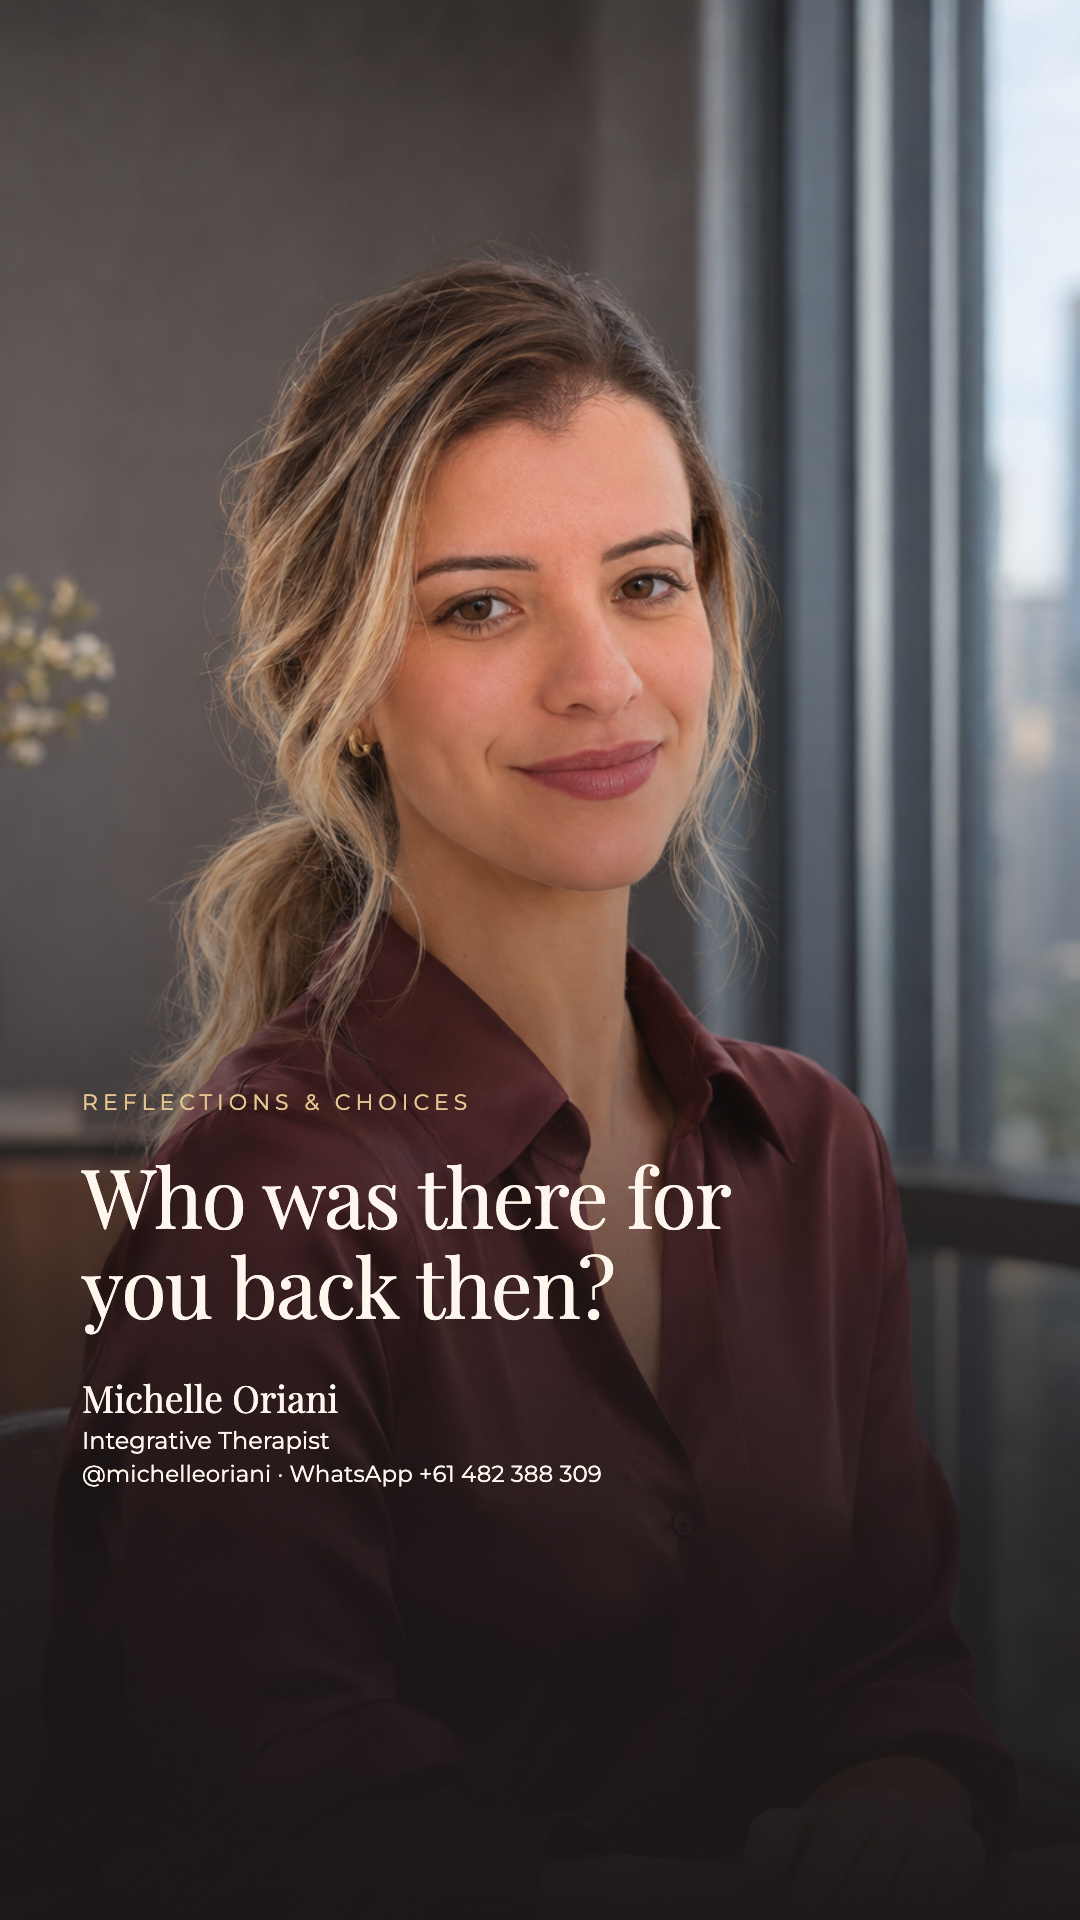 REFLECTIONS & CHOICES
Who was there for
you back then?
Michelle Oriani
Integrative Therapist
@michelleoriani · WhatsApp +61 482 388 309